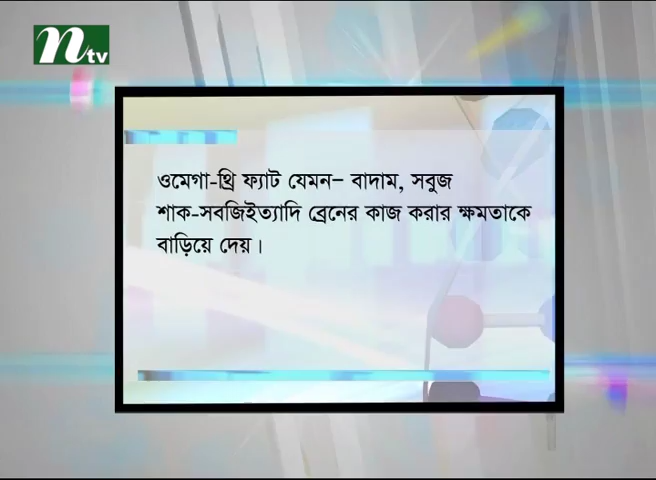 ntv
ওমেগা-থ্রি ফ্যাট যেমন– বাদাম, সবুজ
শাক-সবজিইত্যাদি ব্রেনের কাজ করার ক্ষমতাকে
বাড়িয়ে দেয়।